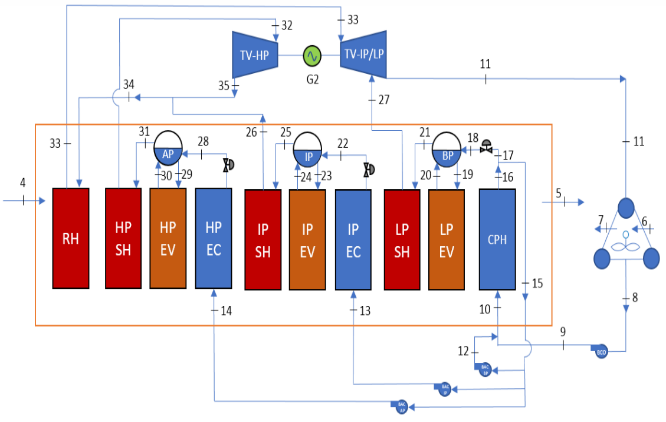 32
33
TV-HP
TV-IP/LP
G2
11
35
34
27
33
31
26
25
21
18
11
AP
28
IP
22
BP
17
30
29
24
23
20
19
16
4
5
7
6
RH
HP
SH
HP
EV
HP
EC
IP
SH
IP
EV
IP
EC
LP
SH
LP
EV
CPH
15
8
14
13
10
9
12